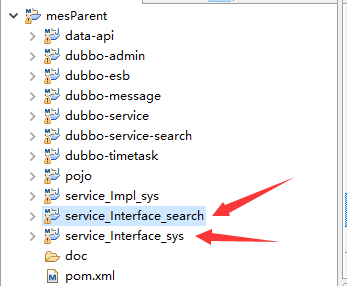 mesParent
data-api
dubbo-admin
dubbo-esb
dubbo-message
dubbo-service
dubbo-service-search
dubbo-timetask
pojo
service_Impl_sys
service_Interface_search
service_Interface_sys
doc
pom.xml